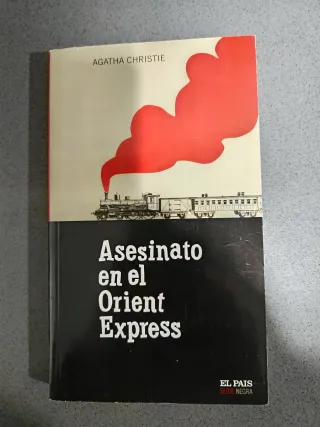 AGATHA CHRISTIE
Asesinato
en el
Orient
Express
EL PAIS
SERIE NEGRA